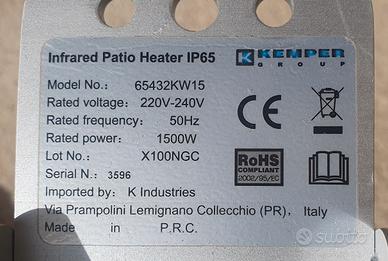 Infrared Patio Heater IP65
KEMPER
GROUP
Model No.: 65432KW15
Rated voltage: 220V-240V
Rated frequency: 50Hz
Rated power: 1500W
Lot No.: X100NGC
Serial N.: 3596
CE
RoHS
COMPLIANT
2002/95/EC
Imported by: K Industries
Via Prampolini Lemignano Collecchio (PR), Italy
Made in P.R.C.
subito